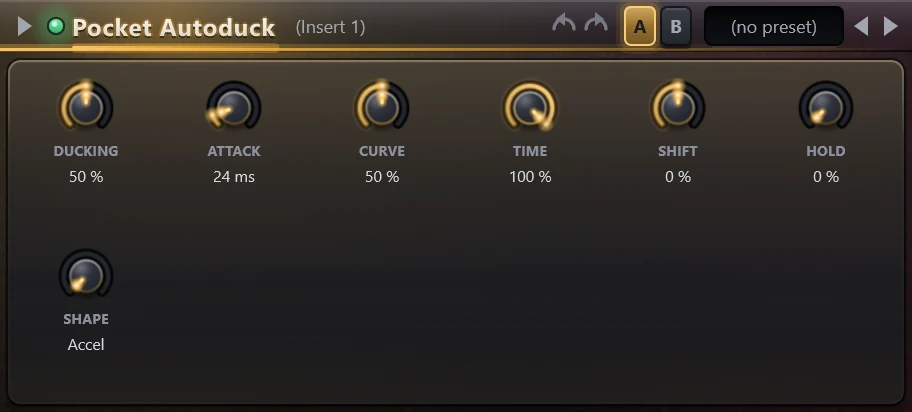 Pocket Autoduck (Insert 1) A B (no preset)
DUCKING ATTACK CURVE TIME SHIFT HOLD
50 % 24 ms 50 % 100 % 0 % 0 %
SHAPE
Accel